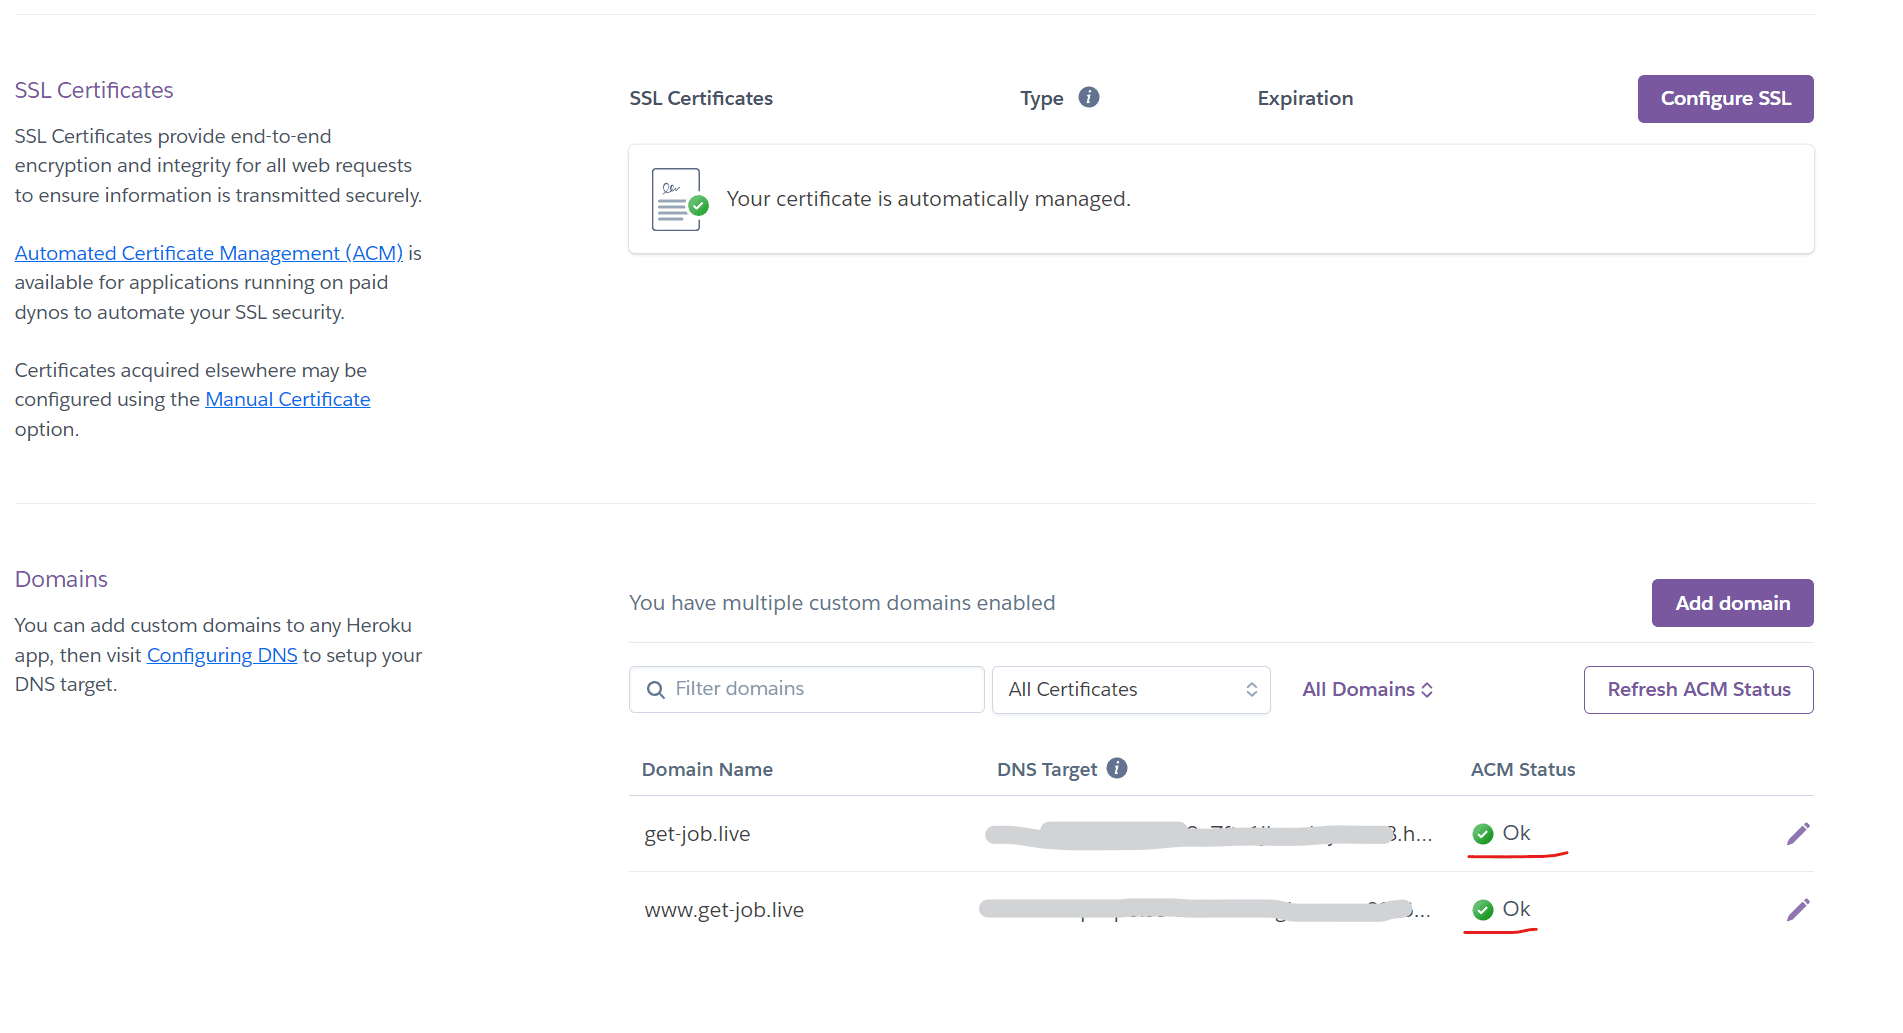 SSL Certificates
SSL Certificates provide end-to-end
encryption and integrity for all web requests
to ensure information is transmitted securely.
Automated Certificate Management (ACM) is
available for applications running on paid
dynos to automate your SSL security.
Certificates acquired elsewhere may be
configured using the Manual Certificate
option.
SSL Certificates Type Expiration Configure SSL
Your certificate is automatically managed.
Domains
You can add custom domains to any Heroku
app, then visit Configuring DNS to setup your
DNS target.
You have multiple custom domains enabled Add domain
Filter domains All Certificates All Domains Refresh ACM Status
Domain Name DNS Target ACM Status
get-job.live Ok
www.get-job.live Ok